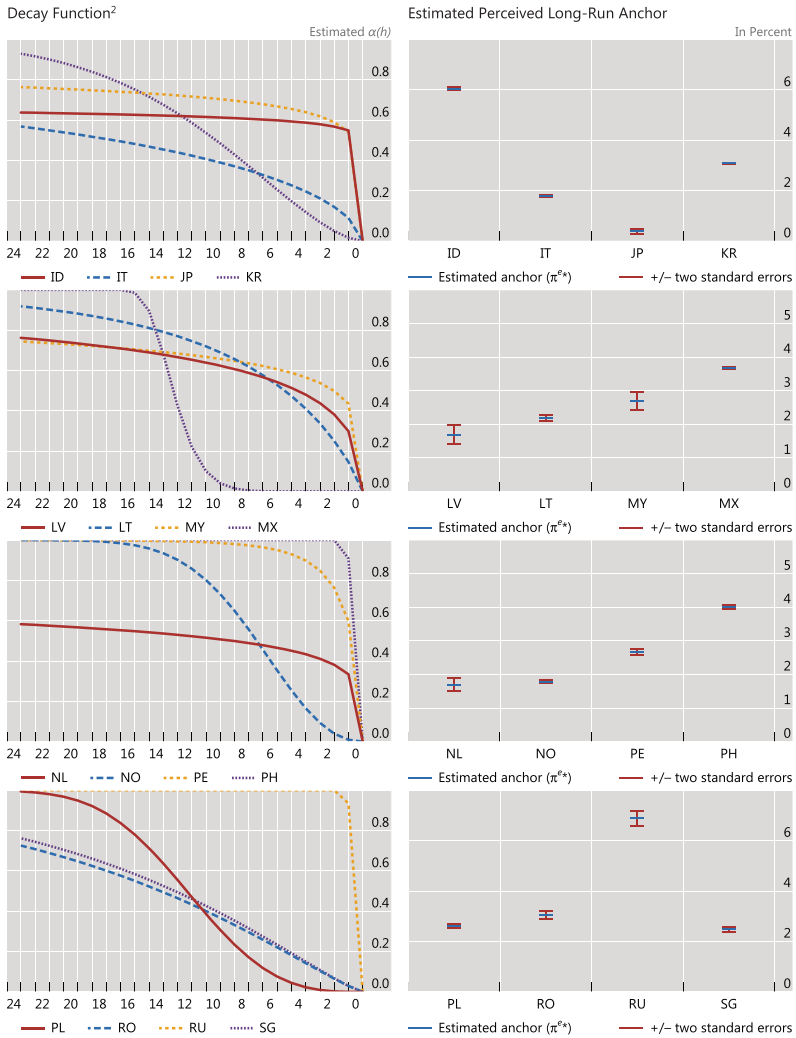 Decay Function²
Estimated Perceived Long-Run Anchor
Estimated α(h)
In Percent
0.8
0.6
0.4
0.2
0.0
24 22 20 18 16 14 12 10 8 6 4 2 0
ID IT JP KR
6
4
2
0
ID IT JP KR
Estimated anchor (πᵉ*) +/– two standard errors
0.8
0.6
0.4
0.2
0.0
24 22 20 18 16 14 12 10 8 6 4 2 0
LV LT MY MX
5
4
3
2
1
0
LV LT MY MX
Estimated anchor (πᵉ*) +/– two standard errors
0.8
0.6
0.4
0.2
0.0
24 22 20 18 16 14 12 10 8 6 4 2 0
NL NO PE PH
5
4
3
2
1
0
NL NO PE PH
Estimated anchor (πᵉ*) +/– two standard errors
0.8
0.6
0.4
0.2
0.0
24 22 20 18 16 14 12 10 8 6 4 2 0
PL RO RU SG
6
4
2
0
PL RO RU SG
Estimated anchor (πᵉ*) +/– two standard errors